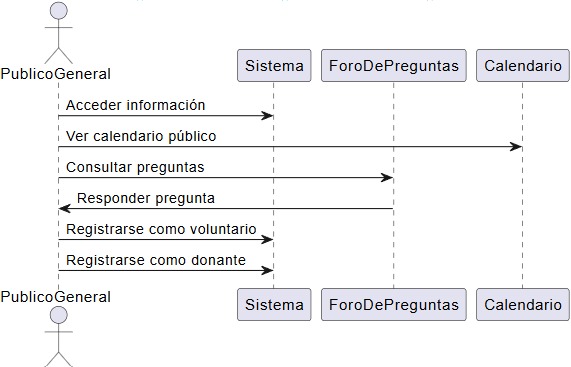 PublicoGeneral
Sistema
ForoDePreguntas
Calendario
Acceder información
Ver calendario público
Consultar preguntas
Responder pregunta
Registrarse como voluntario
Registrarse como donante
PublicoGeneral
Sistema
ForoDePreguntas
Calendario